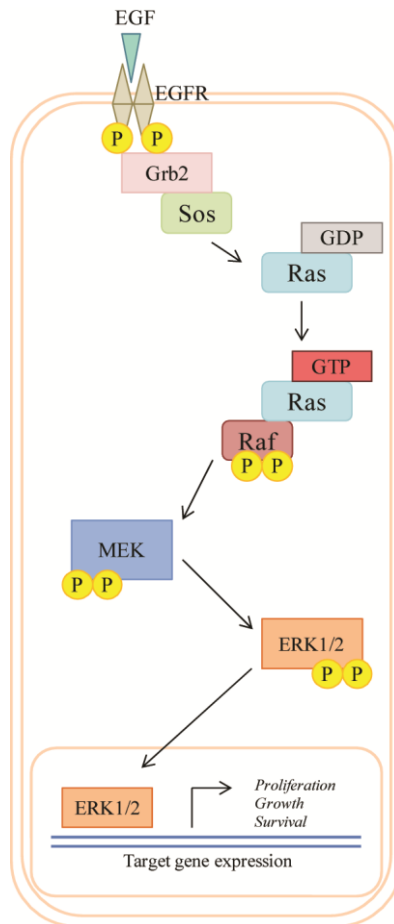 EGF
EGFR
P P
Grb2
Sos
GDP
Ras
GTP
Ras
Raf
P P
MEK
P P
ERK1/2
P P
ERK1/2
Proliferation
Growth
Survival
Target gene expression